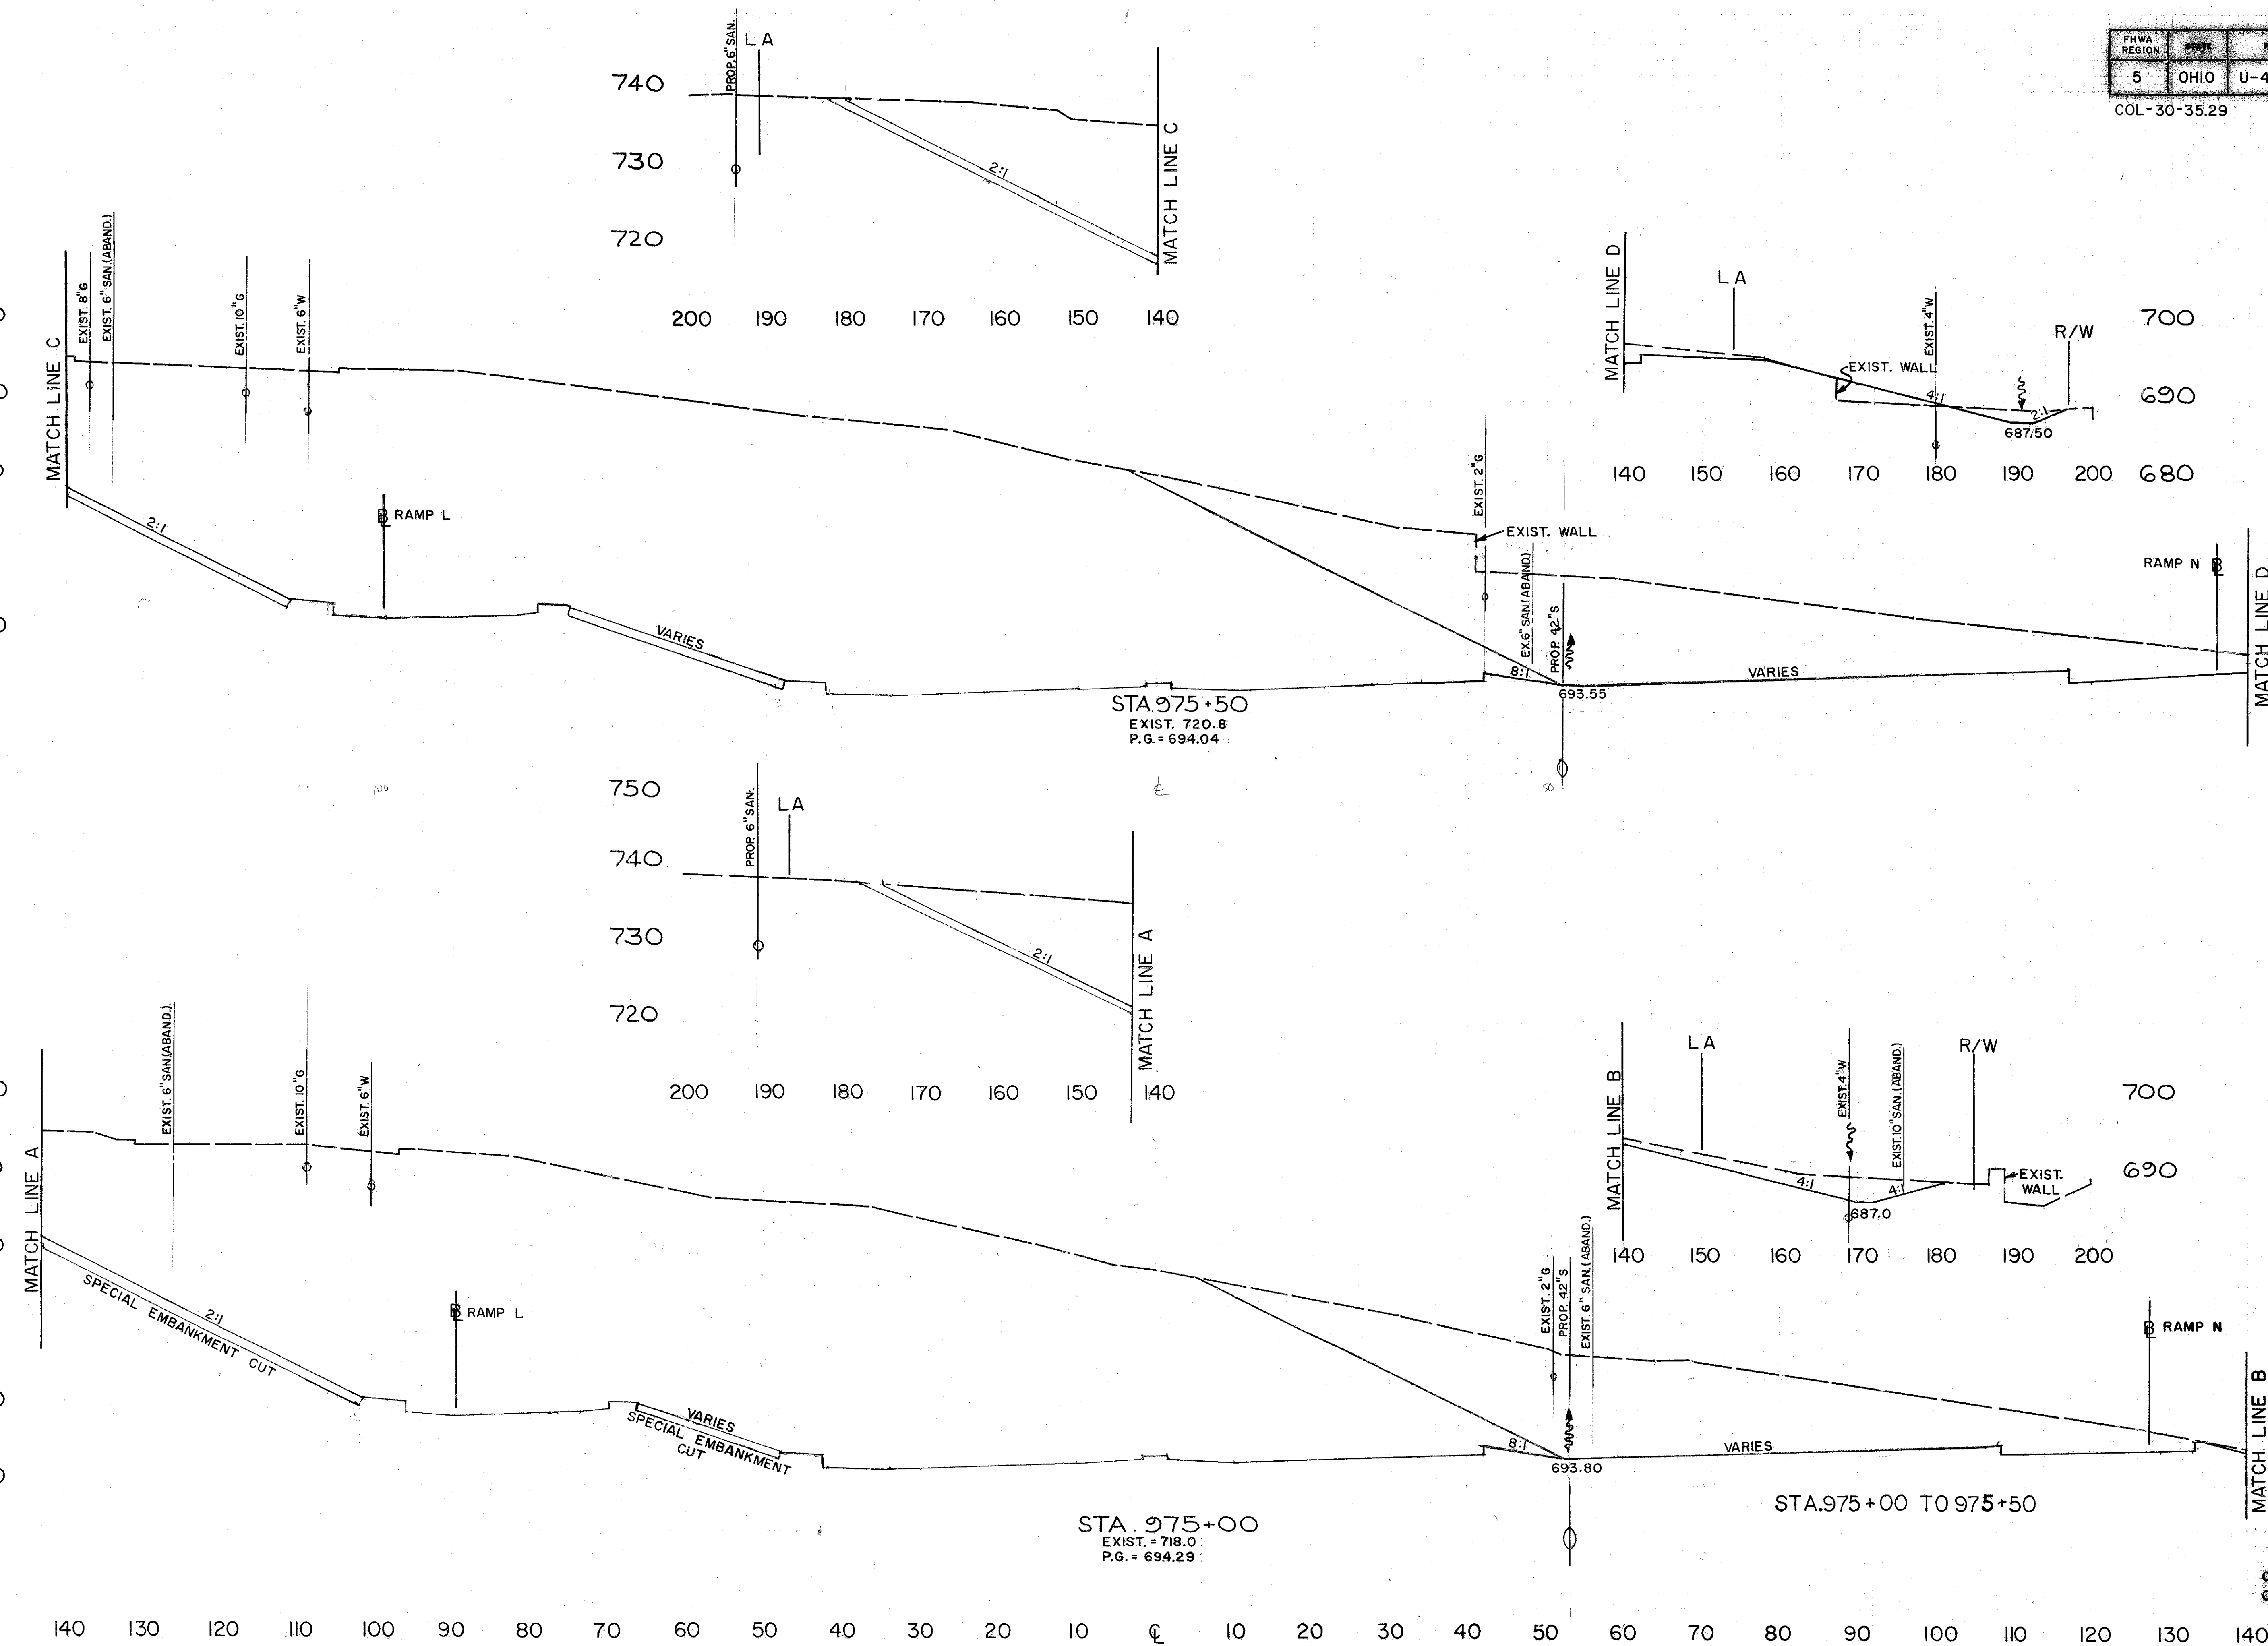 FHWA REGION
5 OHIO U-4
COL-30-35.29
PROP. 6" SAN.
LA
740
730
720
2:1
MATCH LINE C
200 190 180 170 160 150 140
MATCH LINE C
EXIST. 8" G
EXIST. 6" SAN.(ABAND.)
EXIST. 10" G
EXIST. 6" W
2:1
RAMP L
VARIES
EXIST. 2" G
EXIST. WALL
EX.6" SAN.(ABAND.)
PROP. 42" S
8:1
693.55
VARIES
RAMP N
MATCH LINE D
MATCH LINE D
LA
EXIST. 4" W
R/W
EXIST. WALL
4:1
2:1
687.50
700
690
680
140 150 160 170 180 190 200
STA.975+50
EXIST. 720.8
P.G.= 694.04
100
50
750
740
730
720
PROP. 6" SAN.
LA
2:1
MATCH LINE A
200 190 180 170 160 150 140
MATCH LINE A
EXIST. 6" SAN.(ABAND.)
EXIST. 10" G
EXIST. 6" W
2:1
SPECIAL EMBANKMENT CUT
RAMP L
VARIES
SPECIAL EMBANKMENT
CUT
EXIST. 2" G
PROP. 42" S
EXIST. 6" SAN.(ABAND.)
8:1
693.80
VARIES
RAMP N
MATCH LINE B
MATCH LINE B
LA
EXIST. 4" W
EXIST. 10" SAN.(ABAND.)
R/W
EXIST.
WALL
4:1
4:1
687.0
700
690
140 150 160 170 180 190 200
STA. 975+00
EXIST. = 718.0
P.G. = 694.29
STA.975+00 TO 975+50
140 130 120 110 100 90 80 70 60 50 40 30 20 10 ℄ 10 20 30 40 50 60 70 80 90 100 110 120 130 140